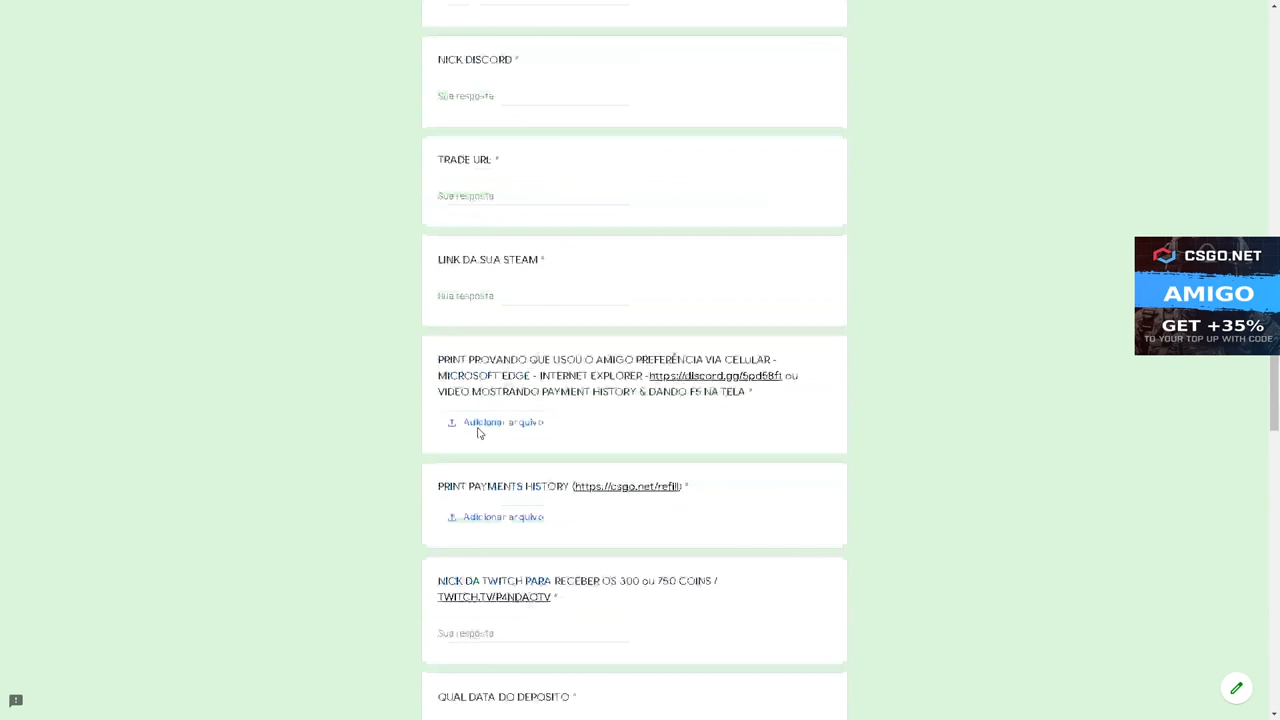 NICK DISCORD *
Sua resposta
TRADE URL *
Sua resposta
LINK DA SUA STEAM *
Sua resposta
PRINT PROVANDO QUE USOU O AMIGO PREFERÊNCIA VIA CELULAR -
MICROSOFT EDGE - INTERNET EXPLORER - https://discord.gg/5pd58f1 ou
VIDEO MOSTRANDO PAYMENT HISTORY & DANDO F5 NA TELA *
Adicionar arquivo
PRINT PAYMENTS HISTORY (https://csgo.net/refill) *
Adicionar arquivo
NICK DA TWITCH PARA RECEBER OS 300 ou 750 COINS /
TWITCH.TV/P4NDAOTV *
Sua resposta
QUAL DATA DO DEPOSITO *
CSGO.NET
AMIGO
GET +35%
TO YOUR TOP UP WITH CODE